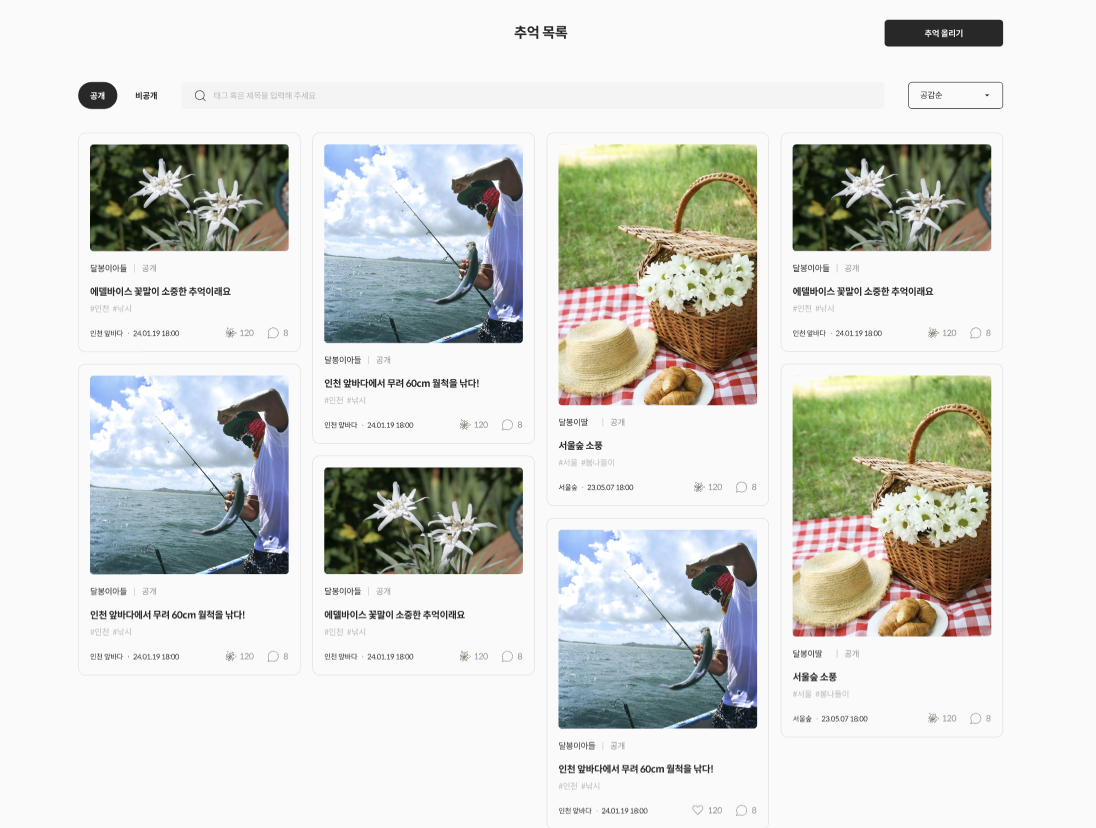 추억 목록
추억 올리기
공개
비공개
태그 혹은 제목을 입력해 주세요
공감순
달봉이아들 | 공개
에델바이스 꽃말이 소중한 추억이래요
#인천 #낚시
인천 앞바다 · 24.01.19 18:00 120 8
달봉이아들 | 공개
인천 앞바다에서 무려 60cm 월척을 낚다!
#인천 #낚시
인천 앞바다 · 24.01.19 18:00 120 8
달봉이아들 | 공개
인천 앞바다에서 무려 60cm 월척을 낚다!
#인천 #낚시
인천 앞바다 · 24.01.19 18:00 120 8
달봉이아들 | 공개
에델바이스 꽃말이 소중한 추억이래요
#인천 #낚시
인천 앞바다 · 24.01.19 18:00 120 8
달봉이딸 | 공개
서울숲 소풍
#서울 #봄나들이
서울숲 · 23.05.07 18:00 120 8
달봉이아들 | 공개
인천 앞바다에서 무려 60cm 월척을 낚다!
#인천 #낚시
인천 앞바다 · 24.01.19 18:00 120 8
달봉이아들 | 공개
에델바이스 꽃말이 소중한 추억이래요
#인천 #낚시
인천 앞바다 · 24.01.19 18:00 120 8
달봉이딸 | 공개
서울숲 소풍
#서울 #봄나들이
서울숲 · 23.05.07 18:00 120 8